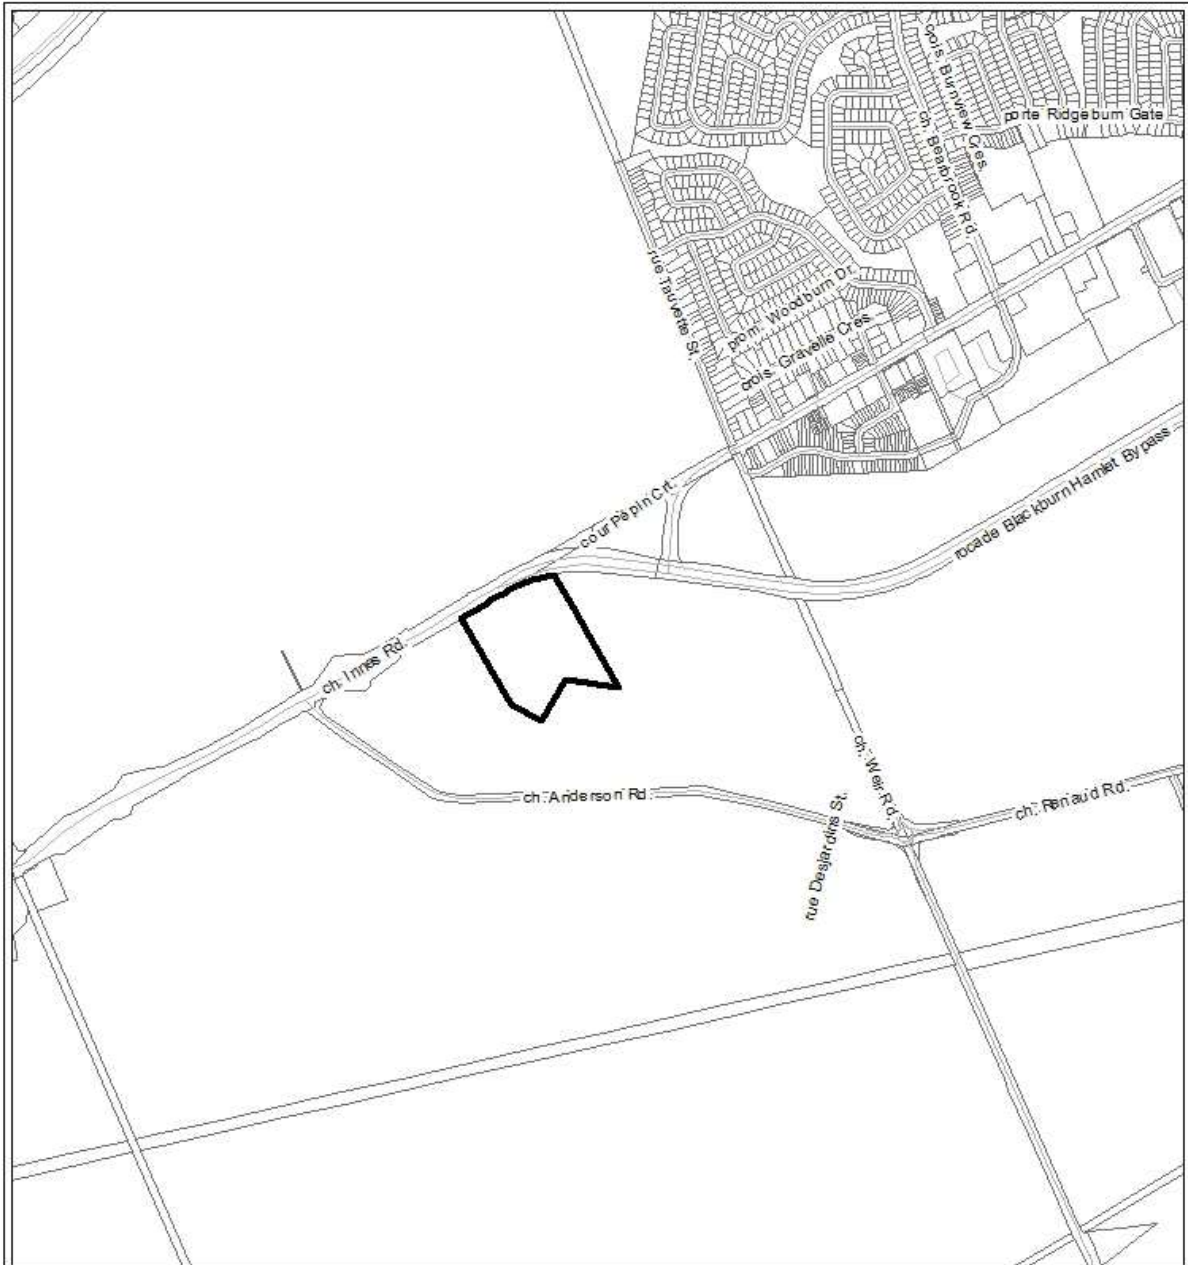 crois. Burnview Cres.
porte Ridgeburn Gate
ch. Bearbrook Rd.
rue Tauvette St.
prom. Woodburn Dr.
crois. Gravelle Cres.
rocade Blackburn Hamlet Bypass
cour Pépin Crt.
ch. Innes Rd.
ch. Weir Rd.
ch. Anderson Rd.
ch. Renaud Rd.
rue Desjardins St.